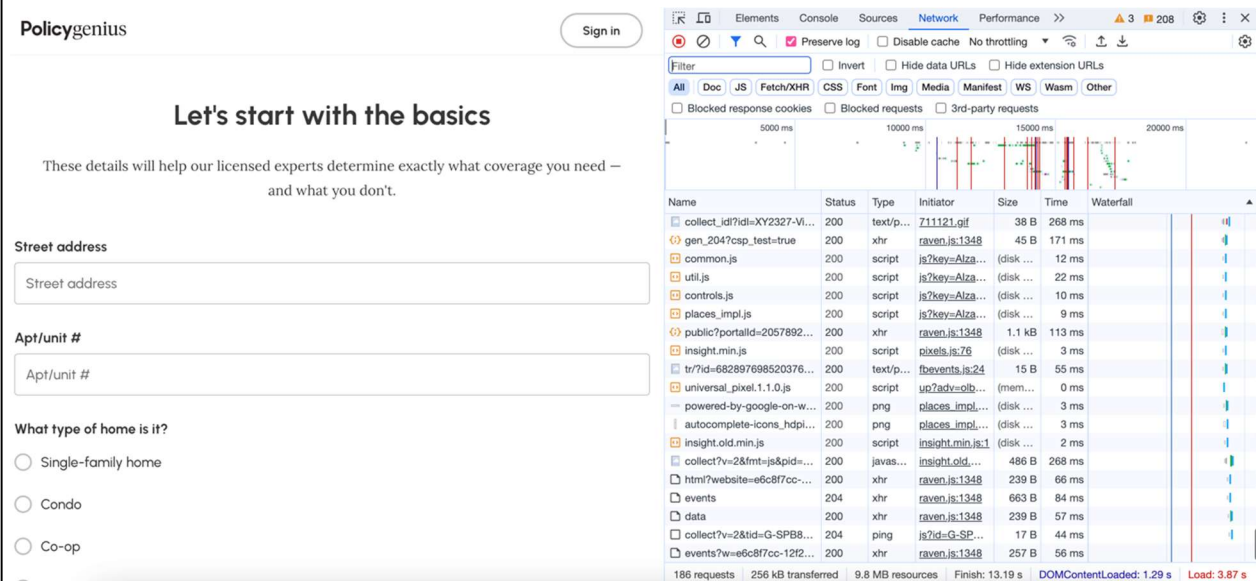 Policygenius
Sign in
Let's start with the basics
These details will help our licensed experts determine exactly what coverage you need —
and what you don't.
Street address
Street address
Apt/unit #
Apt/unit #
What type of home is it?
Single-family home
Condo
Co-op
Elements Console Sources Network Performance 3 208
Preserve log Disable cache No throttling
Filter Invert Hide data URLs Hide extension URLs
All Doc JS Fetch/XHR CSS Font Img Media Manifest WS Wasm Other
Blocked response cookies Blocked requests 3rd-party requests
5000 ms 10000 ms 15000 ms 20000 ms
Name Status Type Initiator Size Time Waterfall
collect_idl?idl=XY2327-Vi... 200 text/p... 711121.gif 38 B 268 ms
gen_204?csp_test=true 200 xhr raven.js:1348 45 B 171 ms
common.js 200 script js?key=AIza... (disk ... 12 ms
util.js 200 script js?key=AIza... (disk ... 22 ms
controls.js 200 script js?key=AIza... (disk ... 10 ms
places_impl.js 200 script js?key=AIza... (disk ... 9 ms
public?portalId=2057892... 200 xhr raven.js:1348 1.1 kB 113 ms
insight.min.js 200 script pixels.js:76 (disk ... 3 ms
tr/?id=682897698520376... 200 text/p... fbevents.js:24 15 B 55 ms
universal_pixel.1.1.0.js 200 script up?adv=olb... (mem... 0 ms
powered-by-google-on-w... 200 png places_impl.... (disk ... 3 ms
autocomplete-icons_hdpi... 200 png places_impl.... (disk ... 3 ms
insight.old.min.js 200 script insight.min.js:1 (disk ... 2 ms
collect?v=2&fmt=js&pid=... 200 javas... insight.old.... 486 B 268 ms
html?website=e6c8f7cc-... 200 xhr raven.js:1348 239 B 66 ms
events 204 xhr raven.js:1348 663 B 84 ms
data 200 xhr raven.js:1348 239 B 57 ms
collect?v=2&tid=G-SPB8... 204 ping js?id=G-SP... 17 B 44 ms
events?w=e6c8f7cc-12f2... 200 xhr raven.js:1348 257 B 56 ms
186 requests 256 kB transferred 9.8 MB resources Finish: 13.19 s DOMContentLoaded: 1.29 s Load: 3.87 s